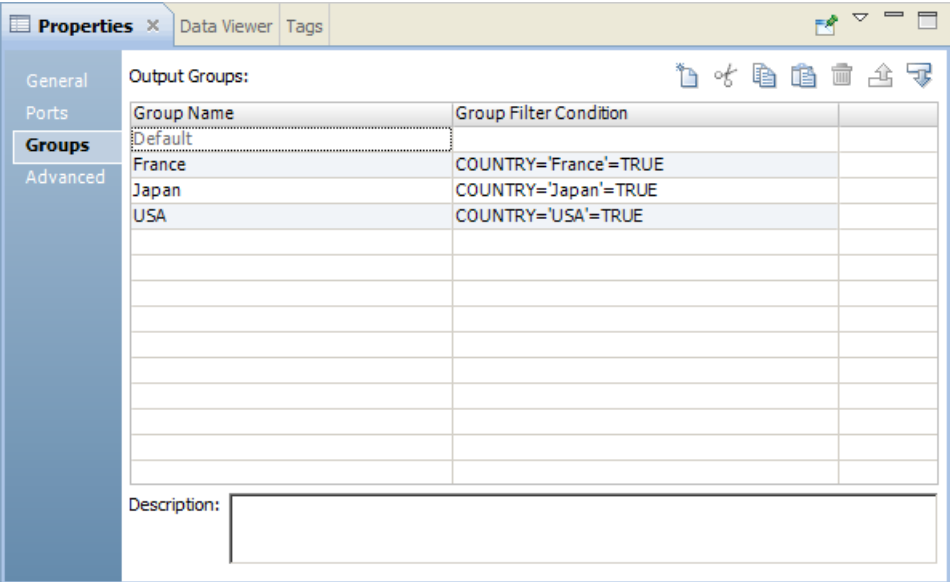 Properties Data Viewer Tags
General
Ports
Groups
Advanced
Output Groups:
Group Name Group Filter Condition
Default
France COUNTRY='France'=TRUE
Japan COUNTRY='Japan'=TRUE
USA COUNTRY='USA'=TRUE
Description: